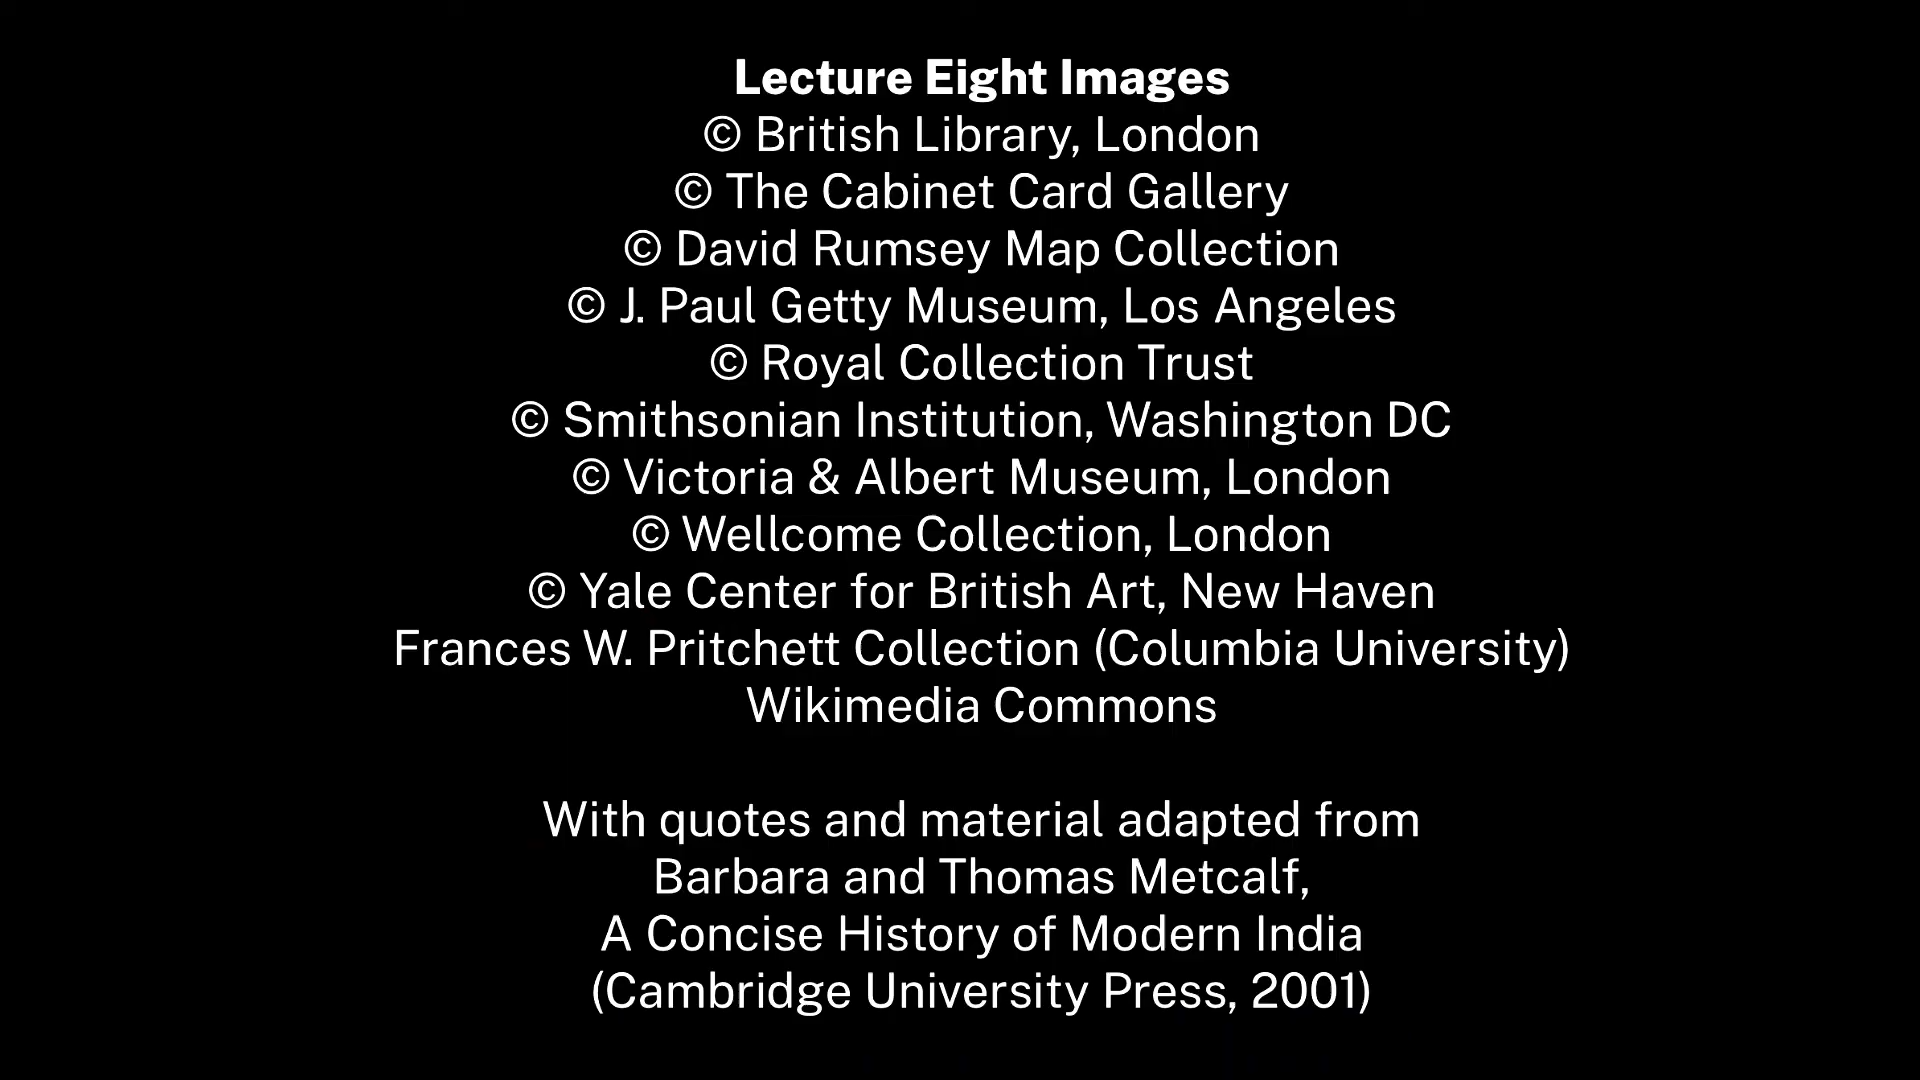 Lecture Eight Images
© British Library, London
© The Cabinet Card Gallery
© David Rumsey Map Collection
© J. Paul Getty Museum, Los Angeles
© Royal Collection Trust
© Smithsonian Institution, Washington DC
© Victoria & Albert Museum, London
© Wellcome Collection, London
© Yale Center for British Art, New Haven
Frances W. Pritchett Collection (Columbia University)
Wikimedia Commons
With quotes and material adapted from
Barbara and Thomas Metcalf,
A Concise History of Modern India
(Cambridge University Press, 2001)